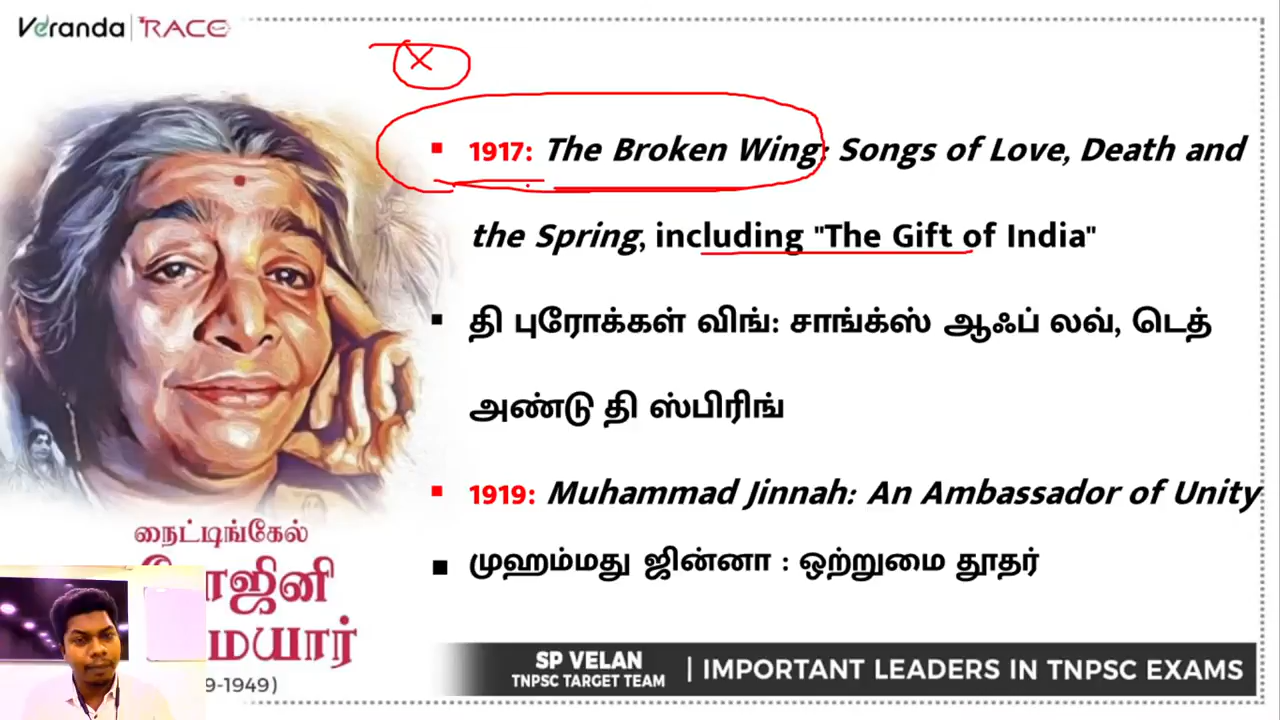 Veranda RACE
X
1917: The Broken Wing: Songs of Love, Death and
the Spring, including "The Gift of India"
தி புரோக்கள் விங்: சாங்க்ஸ் ஆஃப் லவ், டெத்
அண்டு தி ஸ்பிரிங்
1919: Muhammad Jinnah: An Ambassador of Unity
முஹம்மது ஜின்னா : ஒற்றுமை தூதர்
நைட்டிங்கேல்
9-1949)
SP VELAN
TNPSC TARGET TEAM
IMPORTANT LEADERS IN TNPSC EXAMS